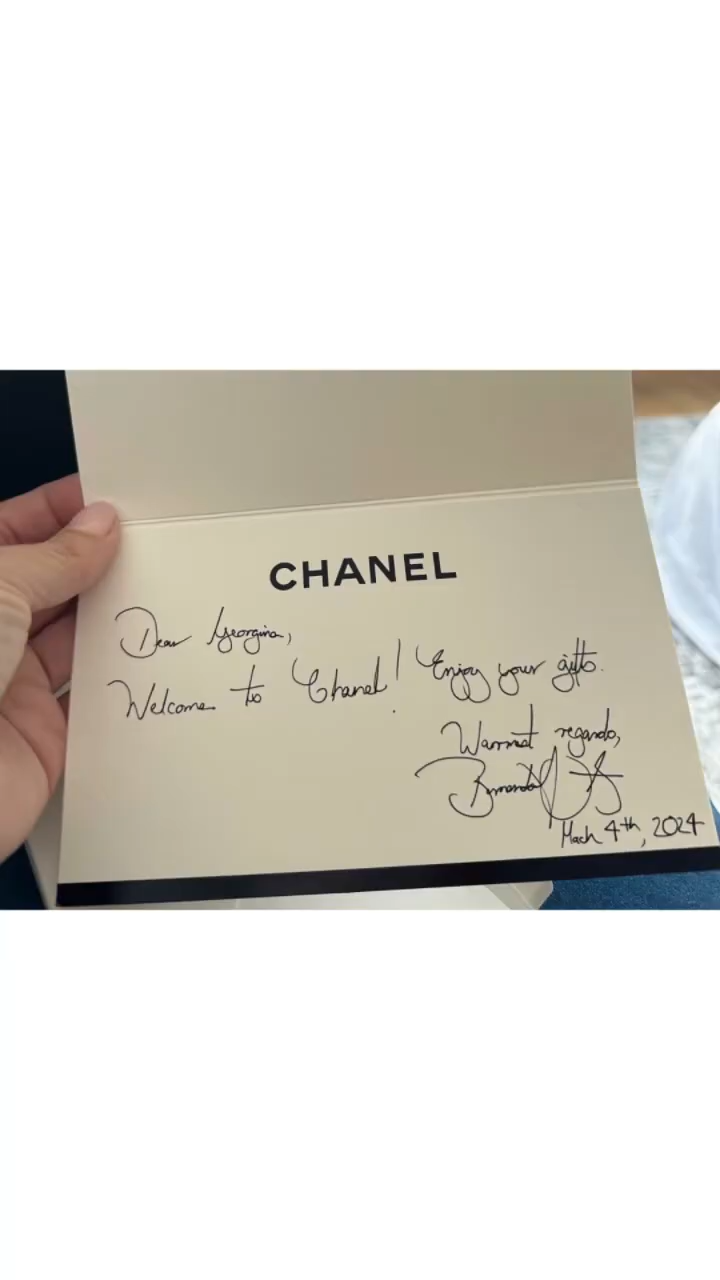 CHANEL
Dear Georgina,
Welcome to Chanel! Enjoy your gifts.
Warmest regards,
March 4th, 2024